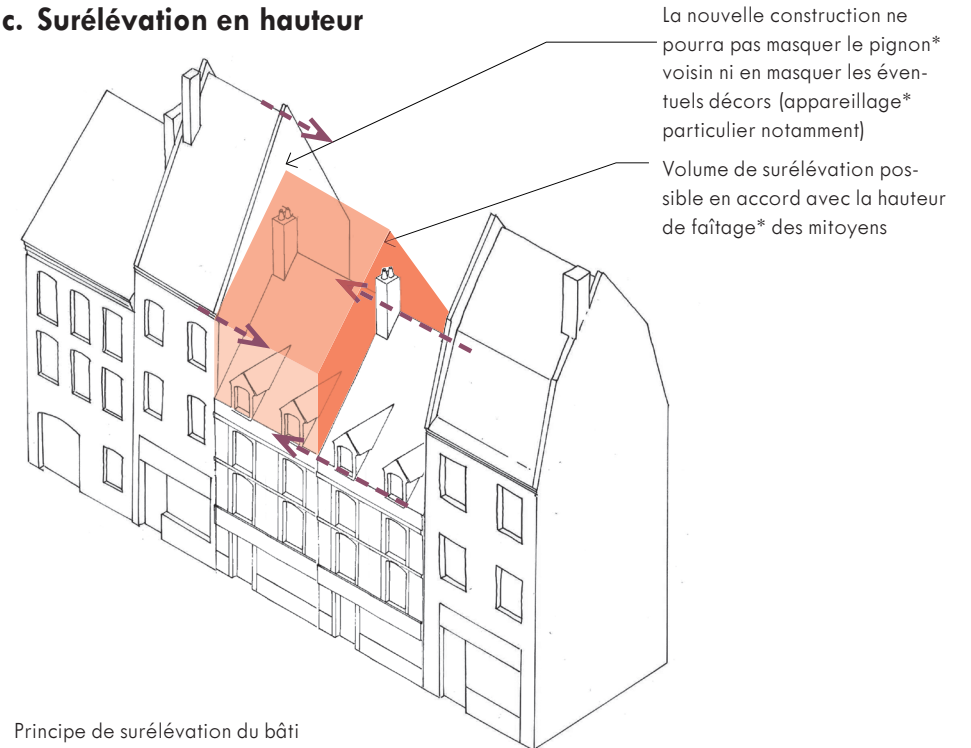 c. Surélévation en hauteur
La nouvelle construction ne
pourra pas masquer le pignon*
voisin ni en masquer les éven-
tuels décors (appareillage*
particulier notamment)
Volume de surélévation pos-
sible en accord avec la hauteur
de faîtage* des mitoyens
Principe de surélévation du bâti